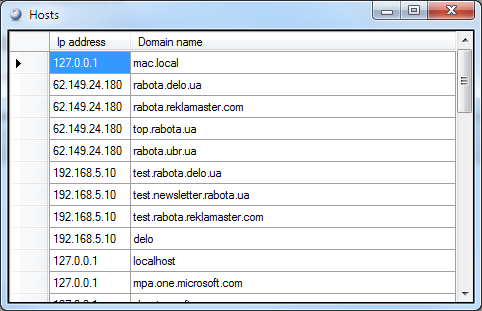 Hosts
Ip address Domain name
127.0.0.1 mac.local
62.149.24.180 rabota.delo.ua
62.149.24.180 rabota.reklamaster.com
62.149.24.180 top.rabota.ua
62.149.24.180 rabota.ubr.ua
192.168.5.10 test.rabota.delo.ua
192.168.5.10 test.newsletter.rabota.ua
192.168.5.10 test.rabota.reklamaster.com
192.168.5.10 delo
127.0.0.1 localhost
127.0.0.1 mpa.one.microsoft.com